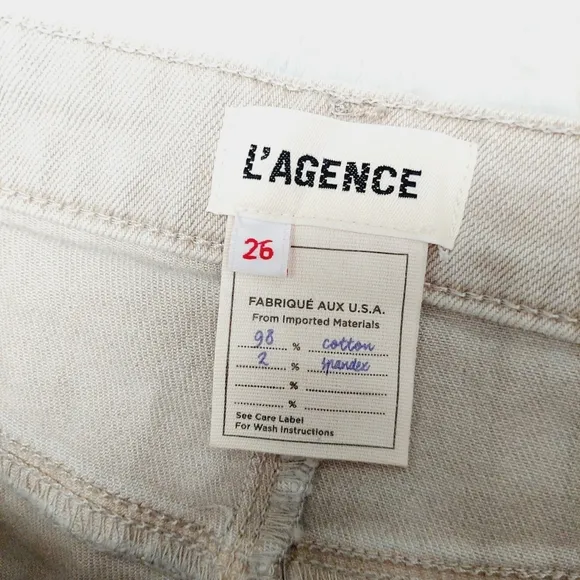 L'AGENCE
26
FABRIQUÉ AUX U.S.A.
From Imported Materials
98 % cotton
2 % spandex
%
%
See Care Label
For Wash Instructions